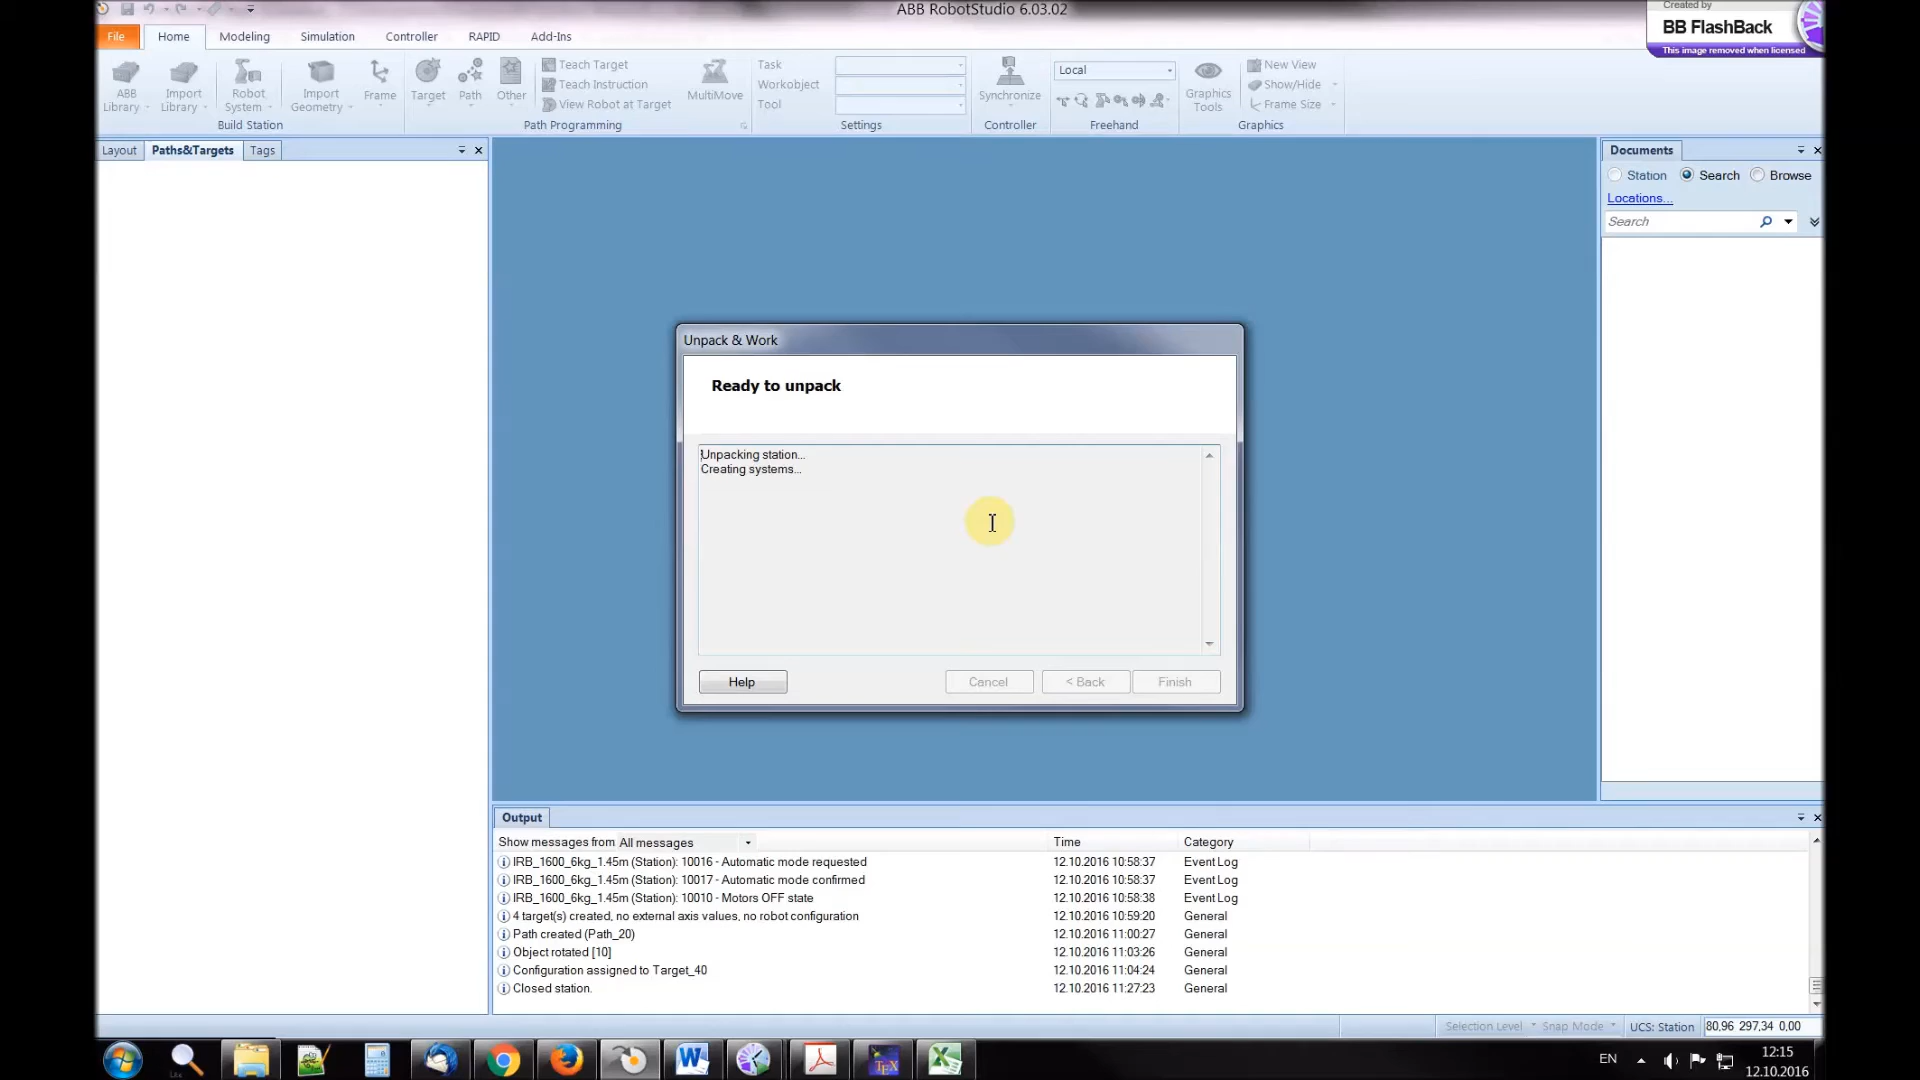 ABB RobotStudio 6.03.02
Created by
BB FlashBack
This image removed when licensed
File Home Modeling Simulation Controller RAPID Add-Ins
ABB Library
Import Library
Robot System
Import Geometry
Frame
Build Station
Target
Path
Other
Teach Target
Teach Instruction
View Robot at Target
MultiMove
Path Programming
Task
Workobject
Tool
Settings
Synchronize
Controller
Local
Freehand
Graphics Tools
New View
Show/Hide
Frame Size
Graphics
Layout Paths&Targets Tags
Documents
Station Search Browse
Locations...
Search
Unpack & Work
Ready to unpack
Unpacking station...
Creating systems...
Help Cancel < Back Finish
Output
Show messages from All messages Time Category
IRB_1600_6kg_1.45m (Station): 10016 - Automatic mode requested 12.10.2016 10:58:37 Event Log
IRB_1600_6kg_1.45m (Station): 10017 - Automatic mode confirmed 12.10.2016 10:58:37 Event Log
IRB_1600_6kg_1.45m (Station): 10010 - Motors OFF state 12.10.2016 10:58:38 Event Log
4 target(s) created, no external axis values, no robot configuration 12.10.2016 10:59:20 General
Path created (Path_20) 12.10.2016 11:00:27 General
Object rotated [10] 12.10.2016 11:03:26 General
Configuration assigned to Target_40 12.10.2016 11:04:24 General
Closed station. 12.10.2016 11:27:23 General
Selection Level Snap Mode UCS: Station 80,96 297,34 0,00
EN 12:15
12.10.2016